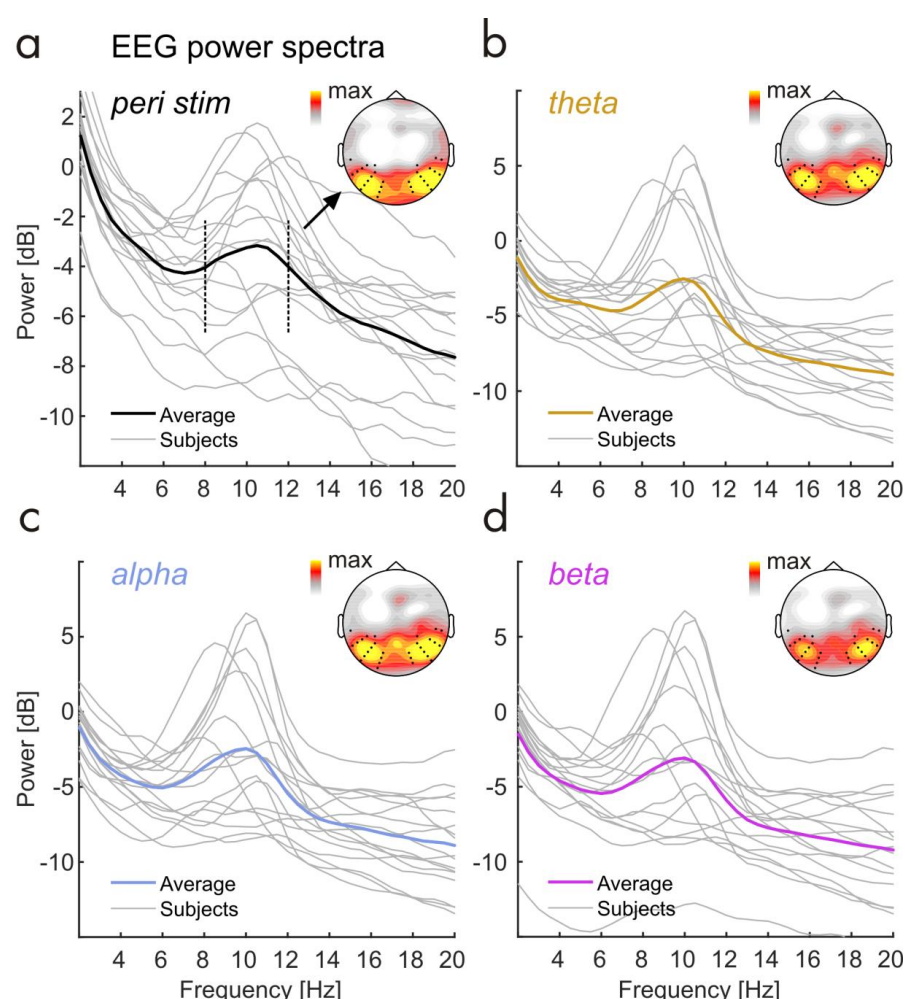 a EEG power spectra
peri stim
max
2
0
-2
-4
-6
-8
-10
Power [dB]
Average
Subjects
4 6 8 10 12 14 16 18 20
b
theta
max
5
0
-5
-10
Average
Subjects
4 6 8 10 12 14 16 18 20
c
alpha
max
5
0
-5
-10
Power [dB]
Average
Subjects
4 6 8 10 12 14 16 18 20
Frequency [Hz]
d
beta
max
5
0
-5
-10
Average
Subjects
4 6 8 10 12 14 16 18 20
Frequency [Hz]